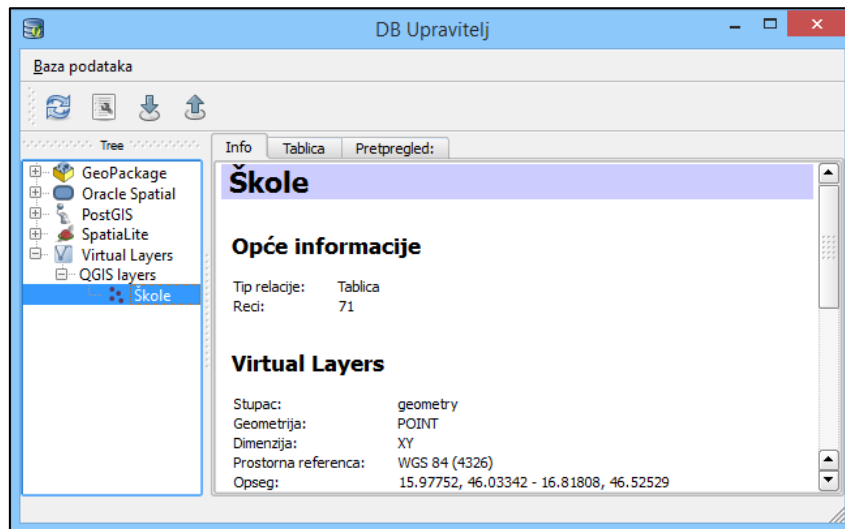 DB Upravitelj
Baza podataka
Tree
GeoPackage
Oracle Spatial
PostGIS
SpatiaLite
Virtual Layers
QGIS layers
Škole
Info Tablica Pretpregled:
Škole
Opće informacije
Tip relacije: Tablica
Reci: 71
Virtual Layers
Stupac: geometry
Geometrija: POINT
Dimenzija: XY
Prostorna referenca: WGS 84 (4326)
Opseg: 15.97752, 46.03342 - 16.81808, 46.52529